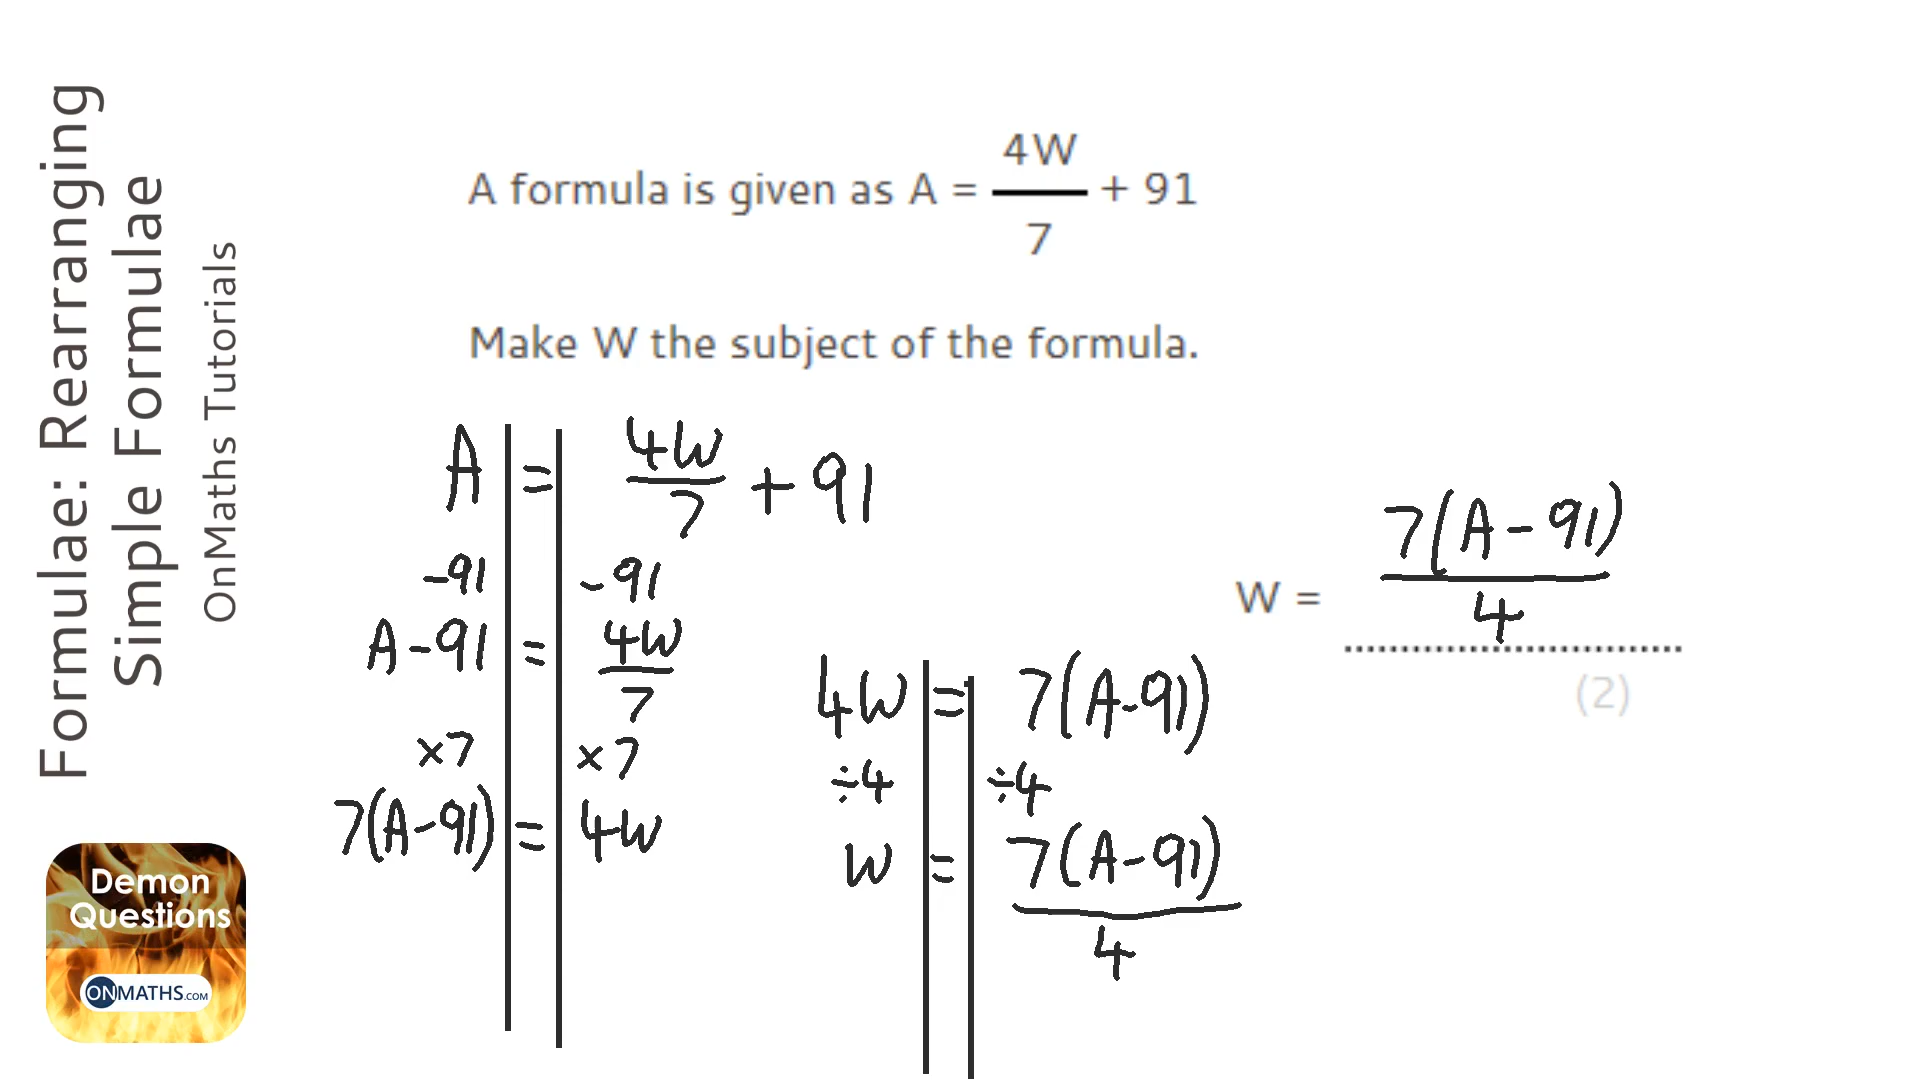 Formulae: Rearranging
Simple Formulae
OnMaths Tutorials
A formula is given as A = 4W/7 + 91
Make W the subject of the formula.
A = 4W/7 + 91
-91 -91
A-91 = 4W/7
×7 ×7
7(A-91) = 4W
4W = 7(A-91)
÷4 ÷4
W = 7(A-91)/4
W = 7(A-91)/4
(2)
Demon
Questions
ONMATHS.COM